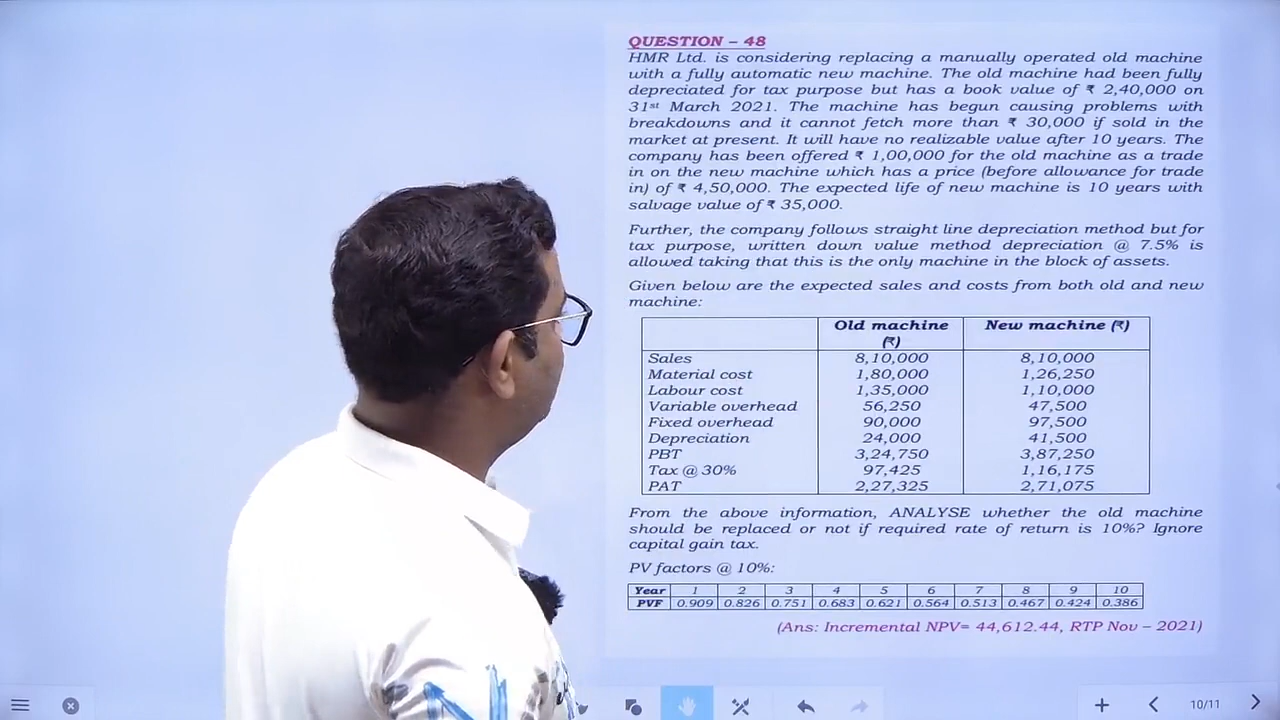 QUESTION – 48
HMR Ltd. is considering replacing a manually operated old machine
with a fully automatic new machine. The old machine had been fully
depreciated for tax purpose but has a book value of ₹ 2,40,000 on
31st March 2021. The machine has begun causing problems with
breakdowns and it cannot fetch more than ₹ 30,000 if sold in the
market at present. It will have no realizable value after 10 years. The
company has been offered ₹ 1,00,000 for the old machine as a trade
in on the new machine which has a price (before allowance for trade
in) of ₹ 4,50,000. The expected life of new machine is 10 years with
salvage value of ₹ 35,000.
Further, the company follows straight line depreciation method but for
tax purpose, written down value method depreciation @ 7.5% is
allowed taking that this is the only machine in the block of assets.
Given below are the expected sales and costs from both old and new
machine:
Old machine (₹) New machine (₹)
Sales 8,10,000 8,10,000
Material cost 1,80,000 1,26,250
Labour cost 1,35,000 1,10,000
Variable overhead 56,250 47,500
Fixed overhead 90,000 97,500
Depreciation 24,000 41,500
PBT 3,24,750 3,87,250
Tax @ 30% 97,425 1,16,175
PAT 2,27,325 2,71,075
From the above information, ANALYSE whether the old machine
should be replaced or not if required rate of return is 10%? Ignore
capital gain tax.
PV factors @ 10%:
Year 1 2 3 4 5 6 7 8 9 10
PVF 0.909 0.826 0.751 0.683 0.621 0.564 0.513 0.467 0.424 0.386
(Ans: Incremental NPV= 44,612.44, RTP Nov – 2021)
10/11